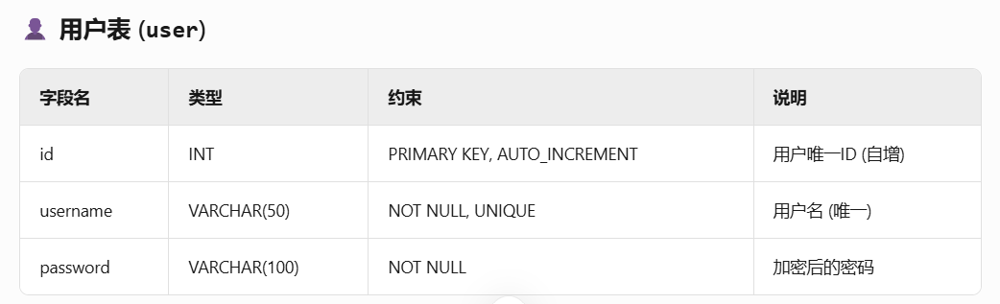 用户表 (user)
字段名 类型 约束 说明
id INT PRIMARY KEY, AUTO_INCREMENT 用户唯一ID (自增)
username VARCHAR(50) NOT NULL, UNIQUE 用户名 (唯一)
password VARCHAR(100) NOT NULL 加密后的密码